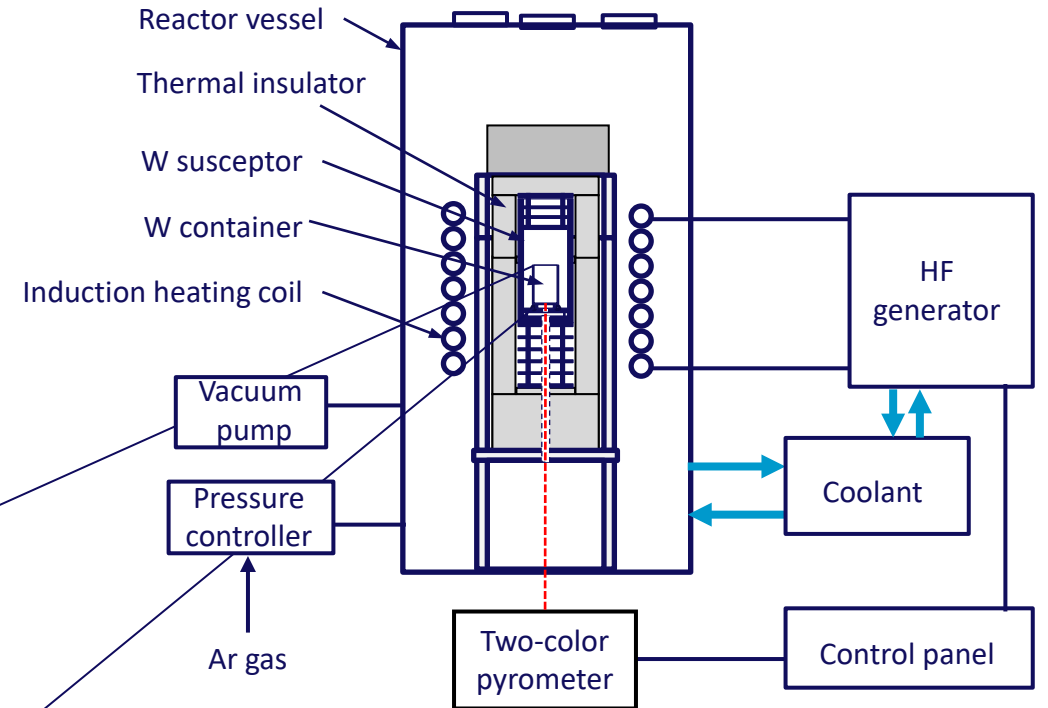 Reactor vessel
Thermal insulator
W susceptor
W container
Induction heating coil
Vacuum
pump
Pressure
controller
Ar gas
HF
generator
Coolant
Two-color
pyrometer
Control panel